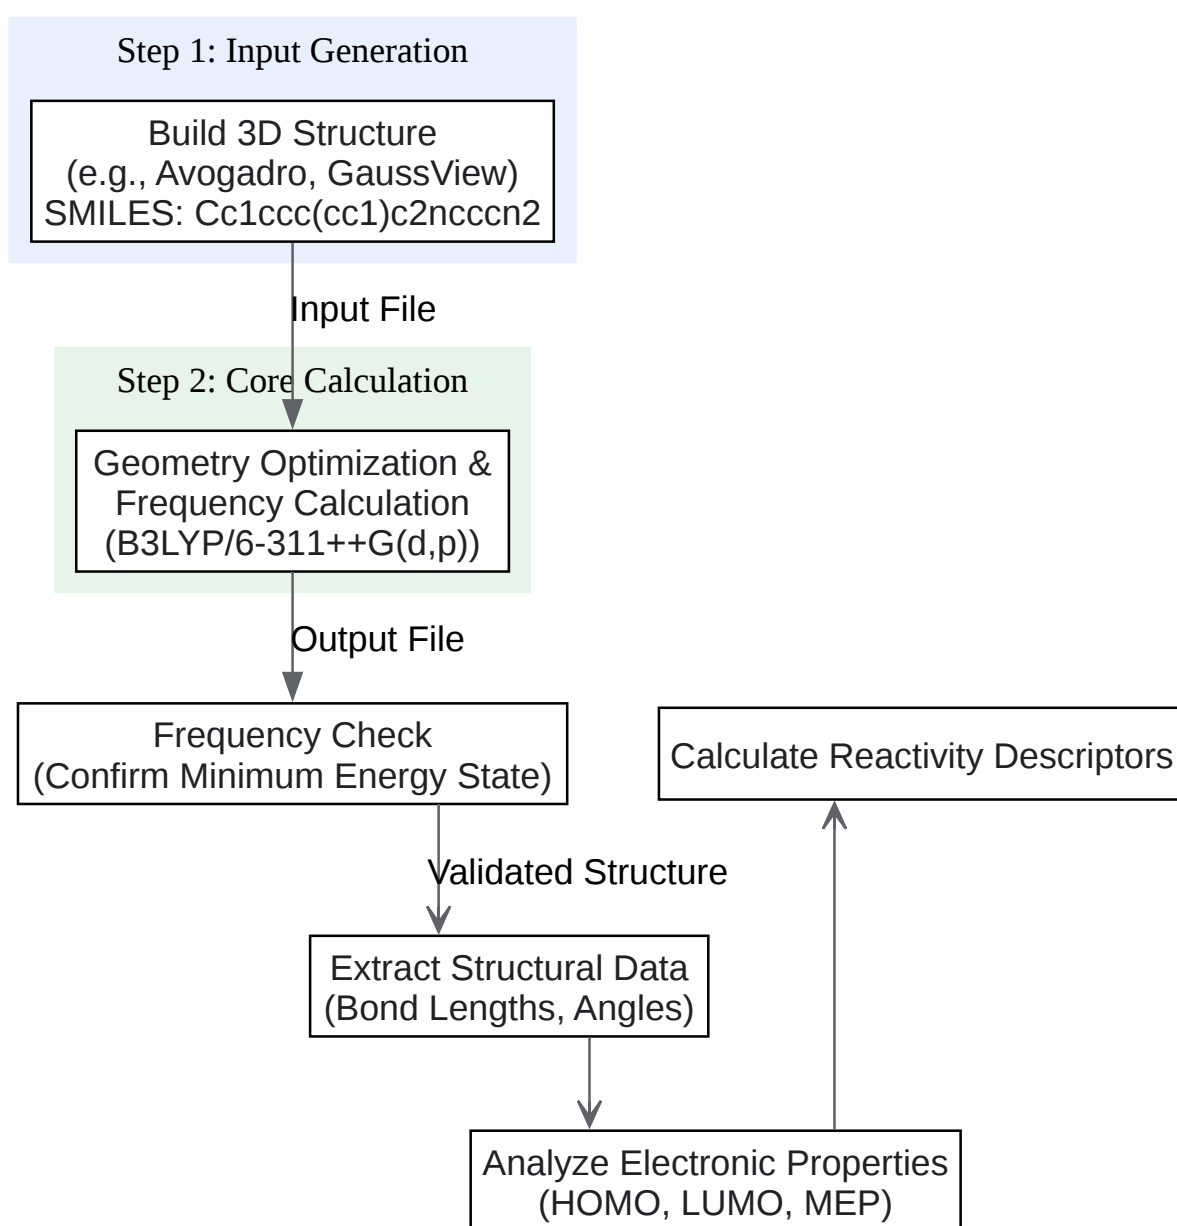 Step 1: Input Generation
Build 3D Structure
(e.g., Avogadro, GaussView)
SMILES: Cc1ccc(cc1)c2ncccn2
Input File
Step 2: Core Calculation
Geometry Optimization &
Frequency Calculation
(B3LYP/6-311++G(d,p))
Output File
Frequency Check
(Confirm Minimum Energy State)
Calculate Reactivity Descriptors
Validated Structure
Extract Structural Data
(Bond Lengths, Angles)
Analyze Electronic Properties
(HOMO, LUMO, MEP)